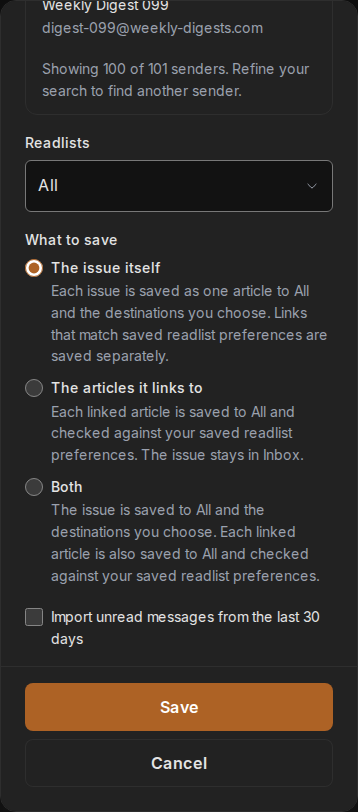 Weekly Digest 099
digest-099@weekly-digests.com
Showing 100 of 101 senders. Refine your
search to find another sender.
Readlists
All
What to save
The issue itself
Each issue is saved as one article to All
and the destinations you choose. Links
that match saved readlist preferences are
saved separately.
The articles it links to
Each linked article is saved to All and
checked against your saved readlist
preferences. The issue stays in Inbox.
Both
The issue is saved to All and the
destinations you choose. Each linked
article is also saved to All and checked
against your saved readlist preferences.
Import unread messages from the last 30
days
Save
Cancel